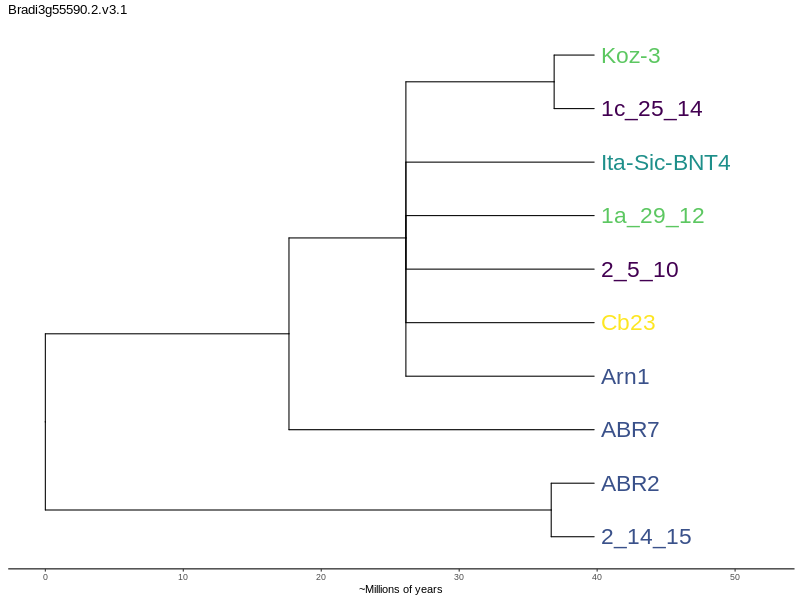 Bradi3g55590.2.v3.1
Koz-3
1c_25_14
Ita-Sic-BNT4
1a_29_12
2_5_10
Cb23
Arn1
ABR7
ABR2
2_14_15
0 10 20 30 40 50
~Millions of years